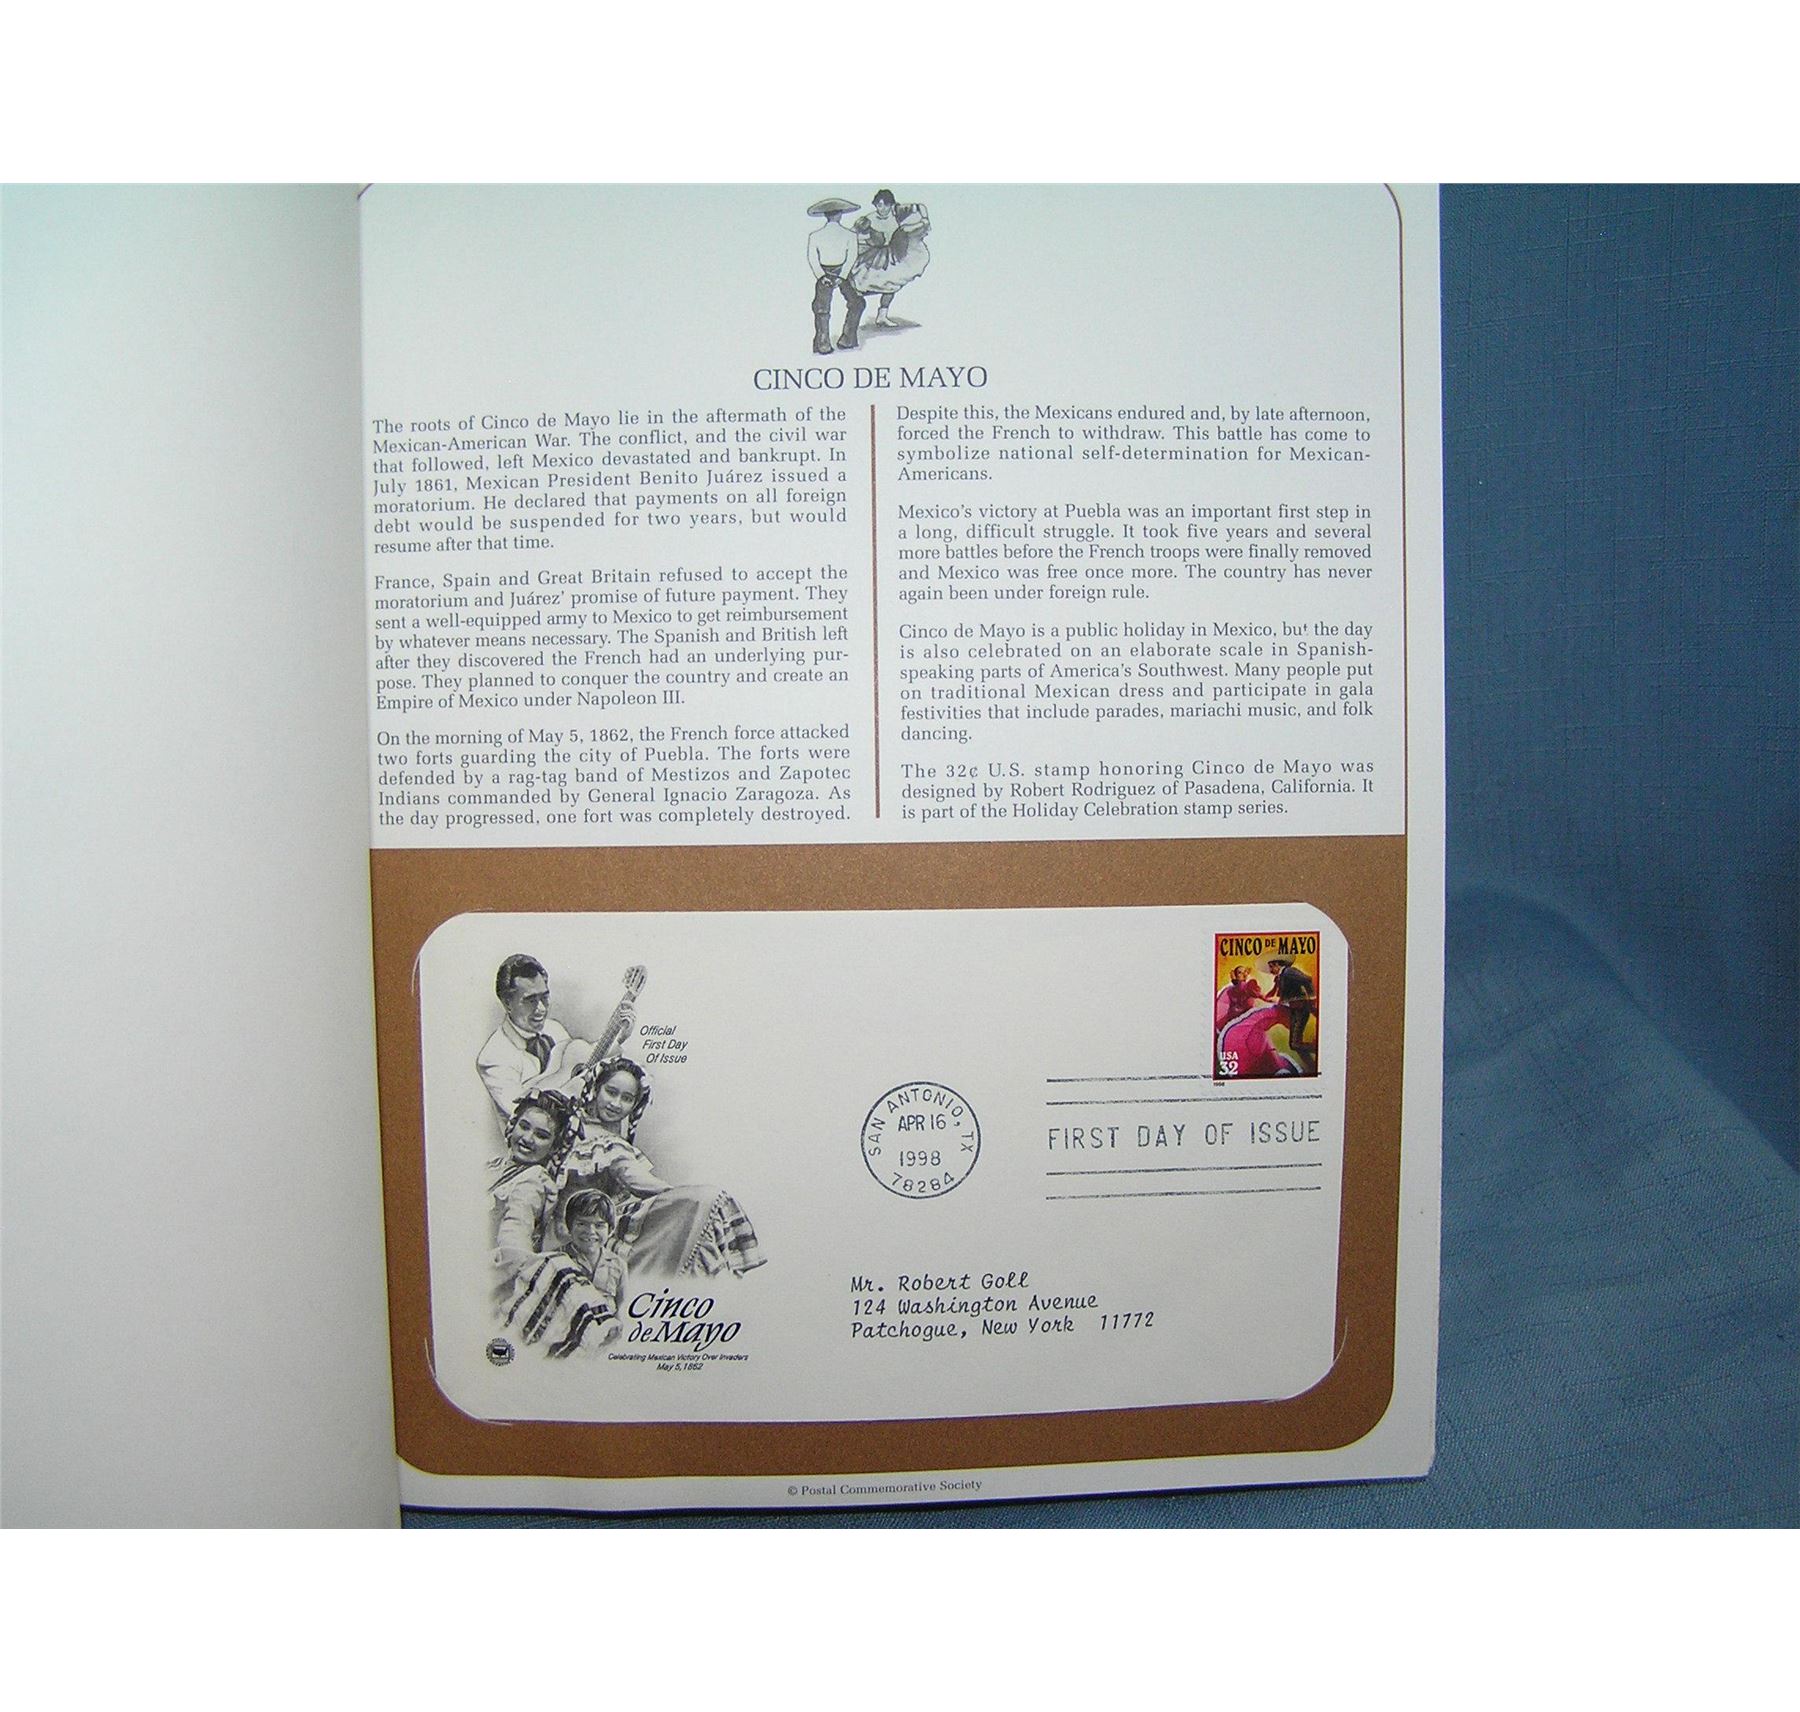 CINCO DE MAYO
The roots of Cinco de Mayo lie in the aftermath of the
Mexican-American War. The conflict, and the civil war
that followed, left Mexico devastated and bankrupt. In
July 1861, Mexican President Benito Juárez issued a
moratorium. He declared that payments on all foreign
debt would be suspended for two years, but would
resume after that time.
France, Spain and Great Britain refused to accept the
moratorium and Juárez' promise of future payment. They
sent a well-equipped army to Mexico to get reimbursement
by whatever means necessary. The Spanish and British left
after they discovered the French had an underlying pur-
pose. They planned to conquer the country and create an
Empire of Mexico under Napoleon III.
On the morning of May 5, 1862, the French force attacked
two forts guarding the city of Puebla. The forts were
defended by a rag-tag band of Mestizos and Zapotec
Indians commanded by General Ignacio Zaragoza. As
the day progressed, one fort was completely destroyed.
Despite this, the Mexicans endured and, by late afternoon,
forced the French to withdraw. This battle has come to
symbolize national self-determination for Mexican-
Americans.
Mexico's victory at Puebla was an important first step in
a long, difficult struggle. It took five years and several
more battles before the French troops were finally removed
and Mexico was free once more. The country has never
again been under foreign rule.
Cinco de Mayo is a public holiday in Mexico, but the day
is also celebrated on an elaborate scale in Spanish-
speaking parts of America's Southwest. Many people put
on traditional Mexican dress and participate in gala
festivities that include parades, mariachi music, and folk
dancing.
The 32¢ U.S. stamp honoring Cinco de Mayo was
designed by Robert Rodriguez of Pasadena, California. It
is part of the Holiday Celebration stamp series.
CINCO DE MAYO
USA
32
1998
Official
First Day
Of Issue
SAN ANTONIO, TX
APR 16
1998
78284
FIRST DAY OF ISSUE
Mr. Robert Goll
124 Washington Avenue
Patchogue, New York 11772
Cinco
de Mayo
Celebrating Mexican Victory Over Invaders
May 5, 1862
© Postal Commemorative Society